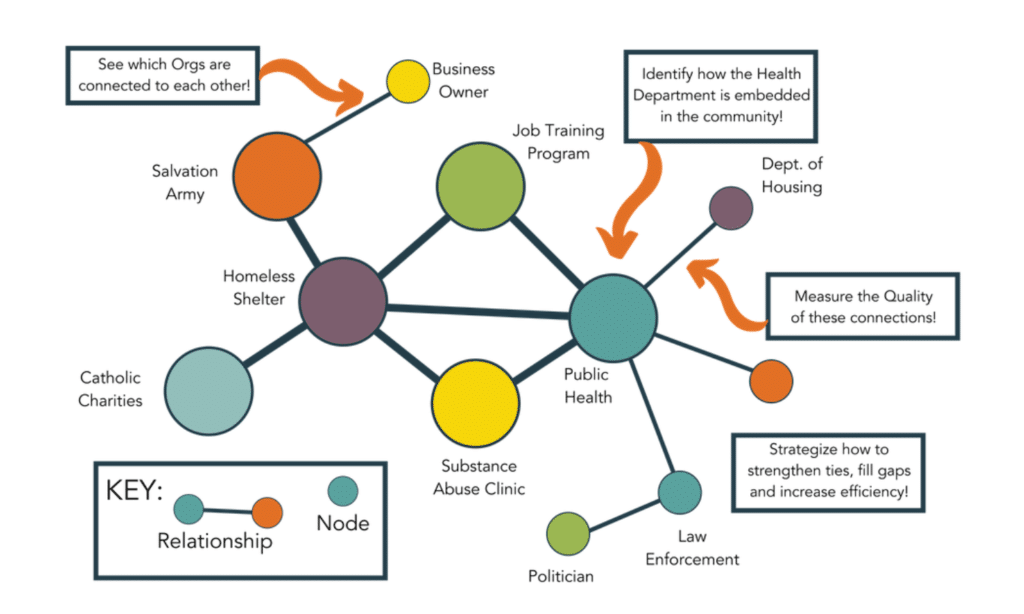 See which Orgs are
connected to each other!
Business
Owner
Identify how the Health
Department is embedded
in the community!
Job Training
Program
Dept. of
Housing
Salvation
Army
Homeless
Shelter
Measure the Quality
of these connections!
Catholic
Charities
Public
Health
Strategize how to
strengthen ties, fill gaps
and increase efficiency!
Substance
Abuse Clinic
KEY:
Relationship
Node
Law
Enforcement
Politician